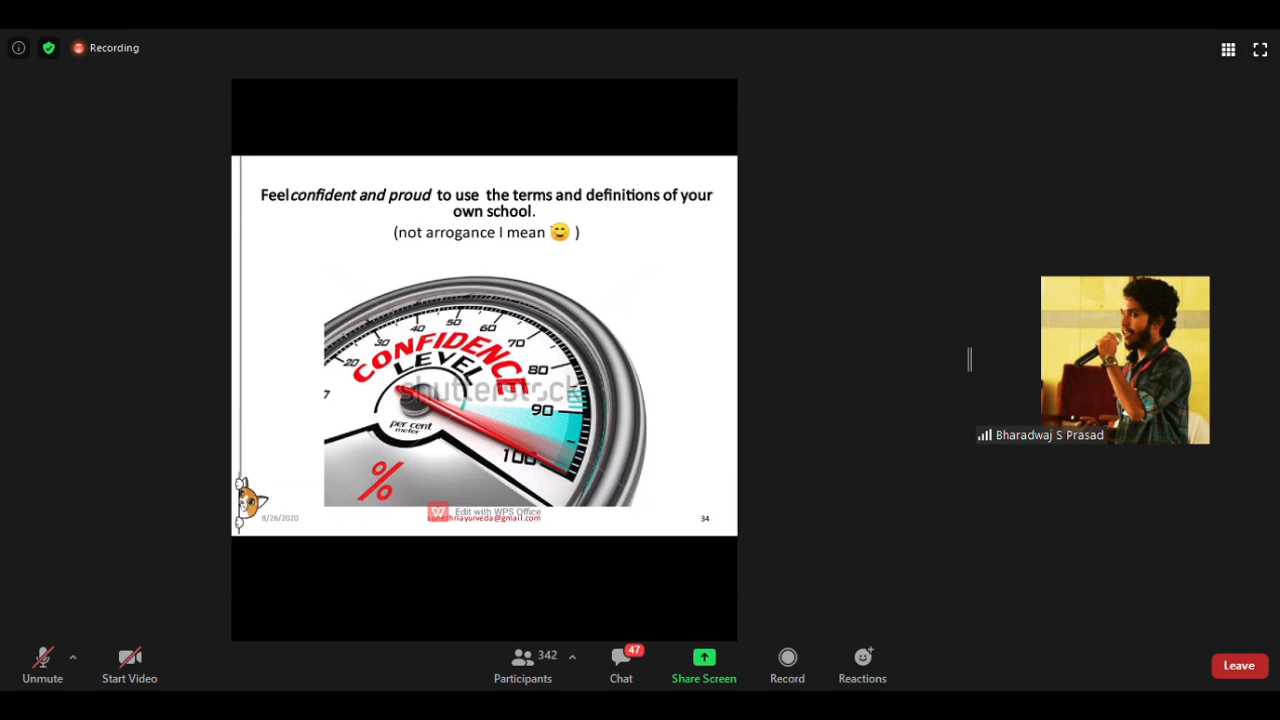 Recording
Feel confident and proud to use the terms and definitions of your
own school.
(not arrogance I mean 😊 )
20
30
40
50
60
70
80
90
100
CONFIDENCE
LEVEL
shutterstock
per cent
meter
%
W Edit with WPS Office
8/26/2020
34
Bharadwaj S Prasad
Unmute
Start Video
342
Participants
47
Chat
Share Screen
Record
Reactions
Leave